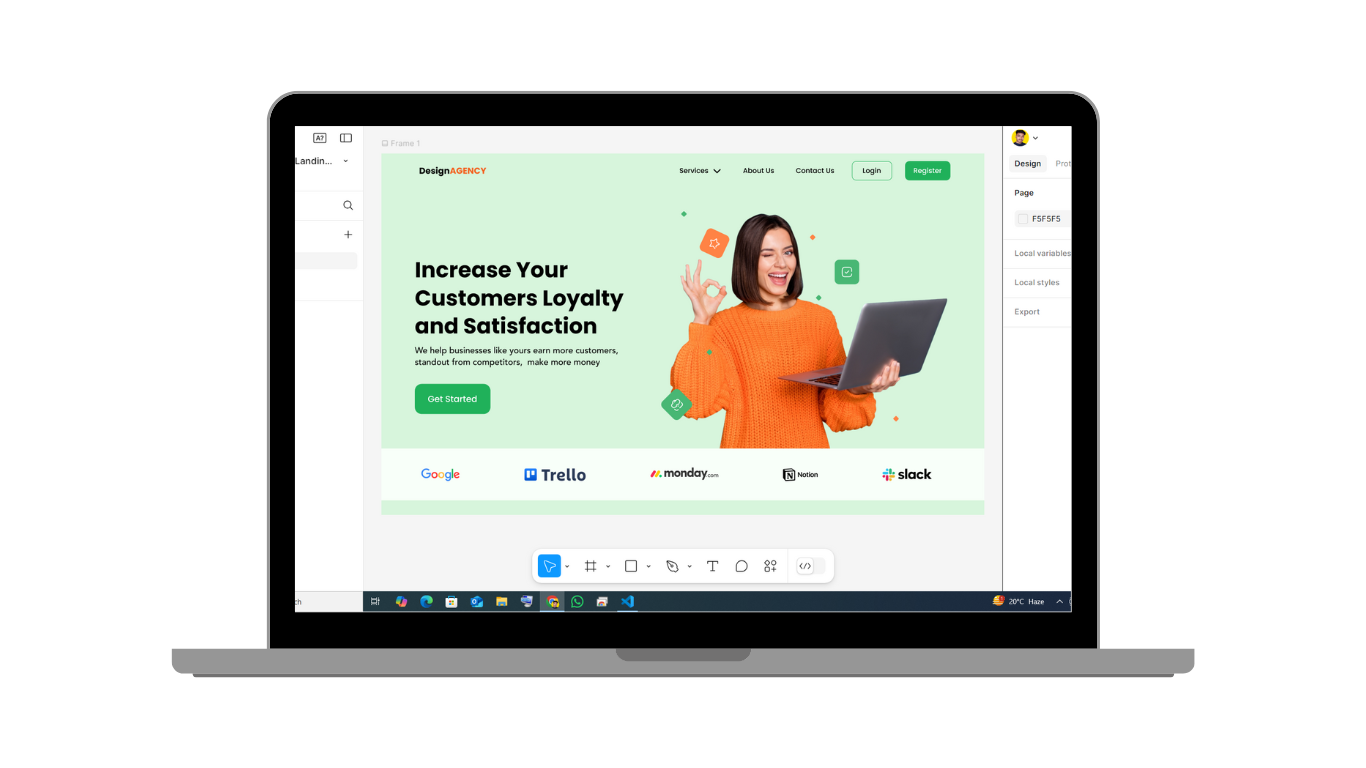 A?
Landin...
Frame 1
Design
Prot
Page
F5F5F5
Local variables
Local styles
Export
DesignAGENCY
Services
About Us
Contact Us
Login
Register
Increase Your
Customers Loyalty
and Satisfaction
We help businesses like yours earn more customers,
standout from competitors,  make more money
Get Started
Google
Trello
monday.com
Notion
slack
ch
20°C Haze